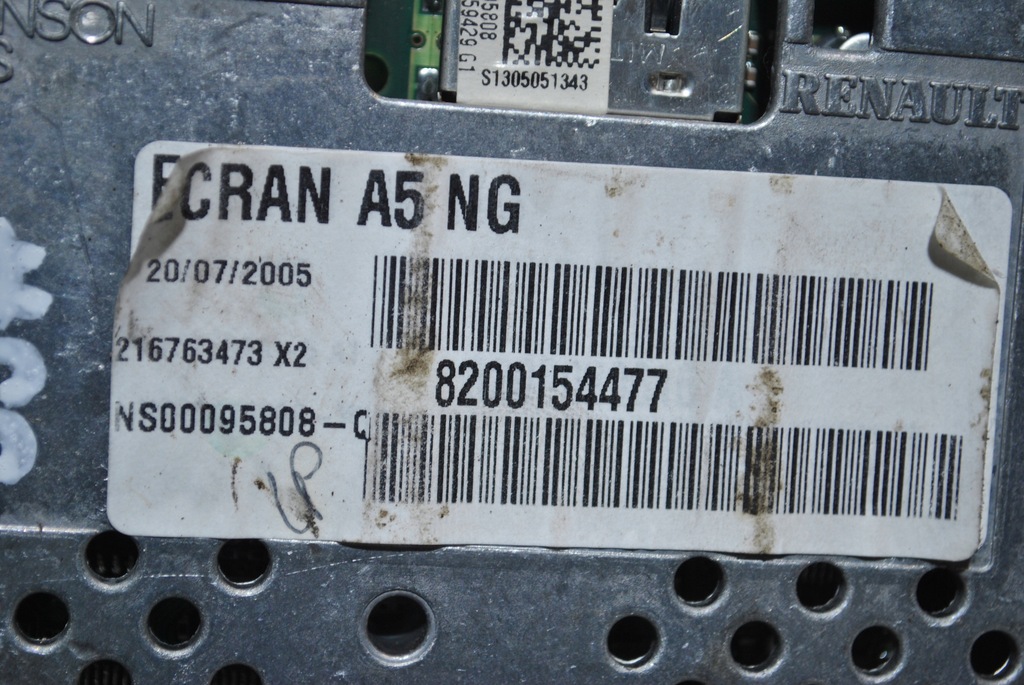 NSON
S
5808
59429 G1
S1305051343
RENAULT
ECRAN A5 NG
20/07/2005
216763473 X2
8200154477
NS00095808-